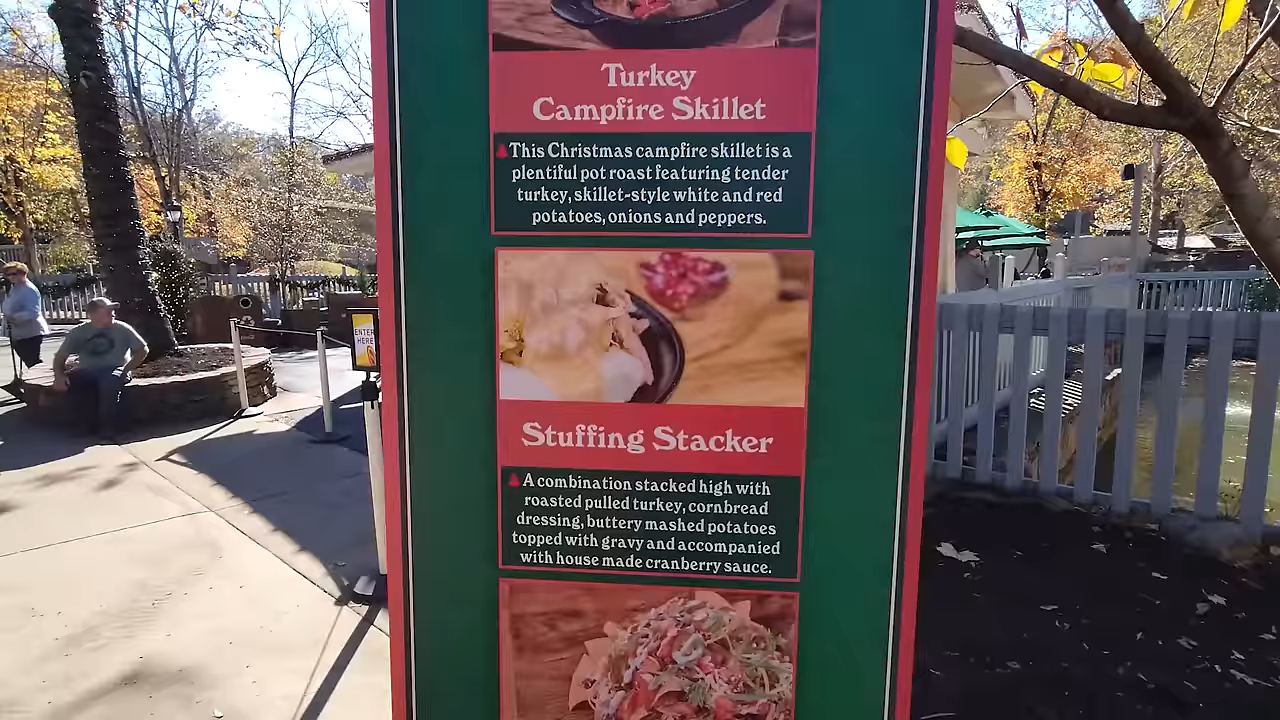 Turkey
Campfire Skillet
This Christmas campfire skillet is a
plentiful pot roast featuring tender
turkey, skillet-style white and red
potatoes, onions and peppers.
Stuffing Stacker
A combination stacked high with
roasted pulled turkey, cornbread
dressing, buttery mashed potatoes
topped with gravy and accompanied
with house made cranberry sauce.
ENTER
HERE